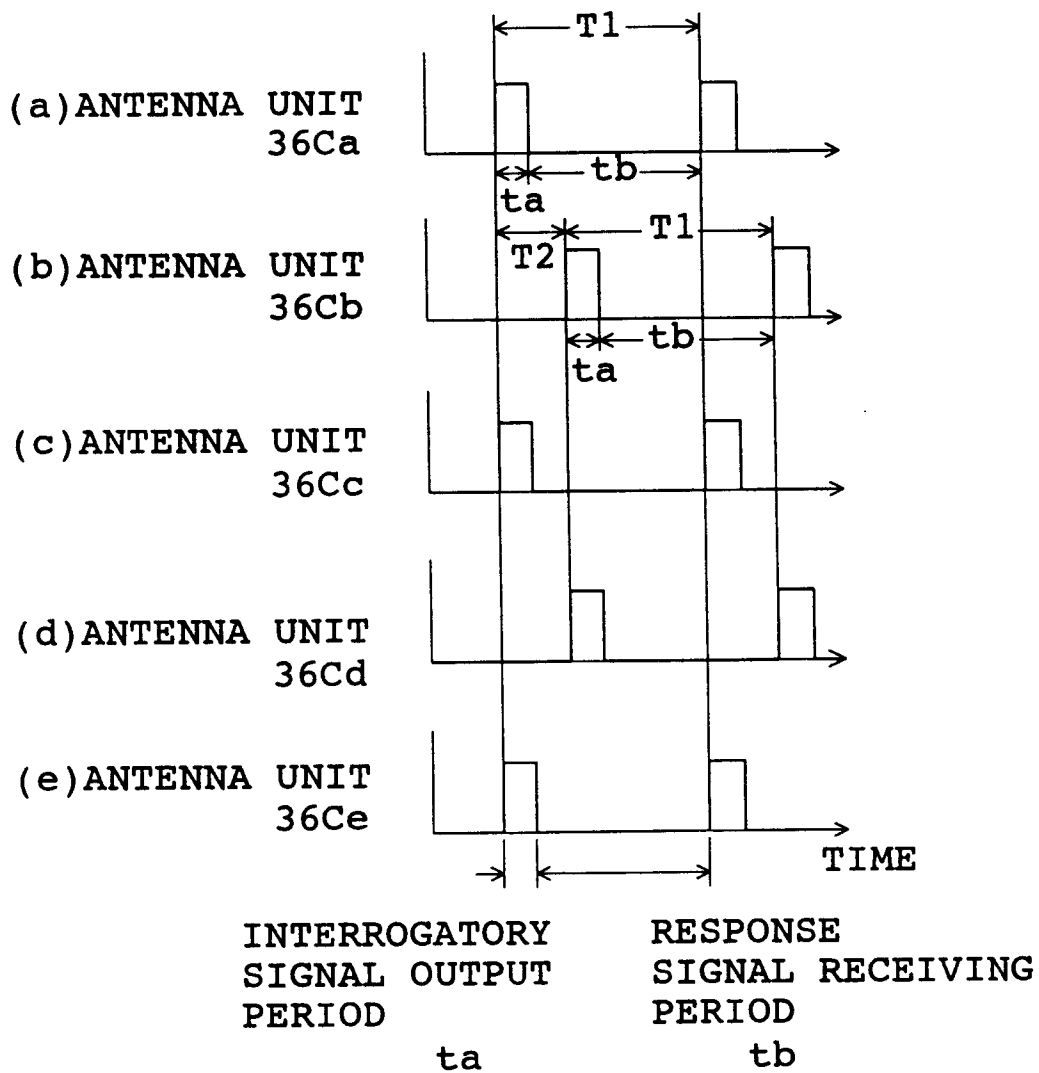 T1
(a)ANTENNA UNIT
36Ca
ta
tb
(b)ANTENNA UNIT
36Cb
T2
T1
ta
tb
(c)ANTENNA UNIT
36Cc
(d)ANTENNA UNIT
36Cd
(e)ANTENNA UNIT
36Ce
TIME
INTERROGATORY
SIGNAL OUTPUT
PERIOD
ta
RESPONSE
SIGNAL RECEIVING
PERIOD
tb